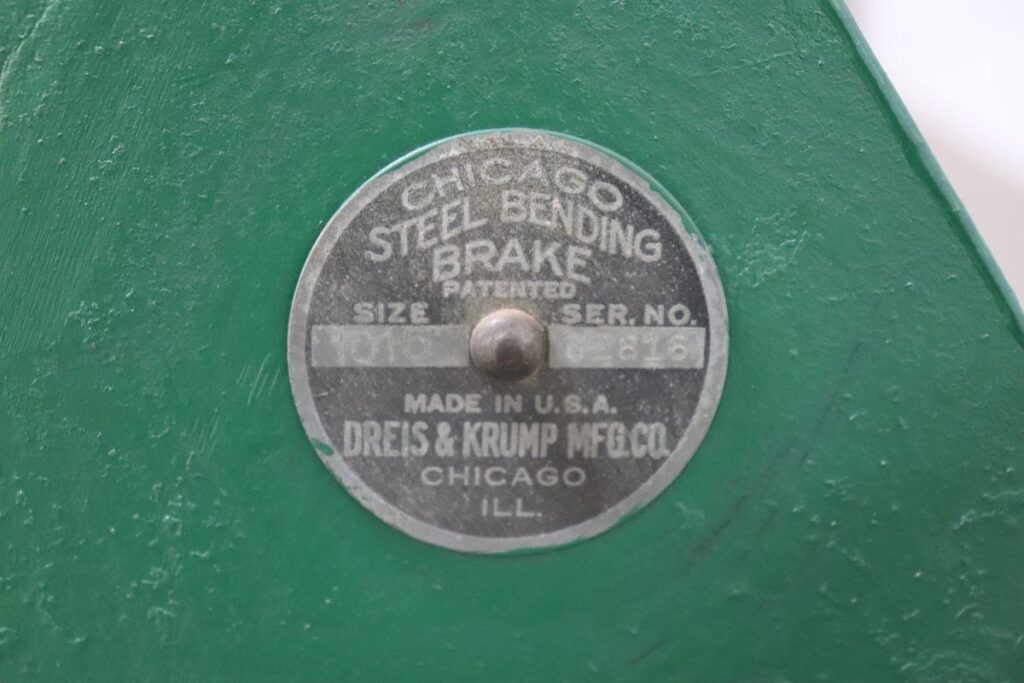 CHICAGO
STEEL BENDING
BRAKE
PATENTED
SIZE SER. NO.
MADE IN U.S.A.
DREIS & KRUMP MFG. CO.
CHICAGO
ILL.